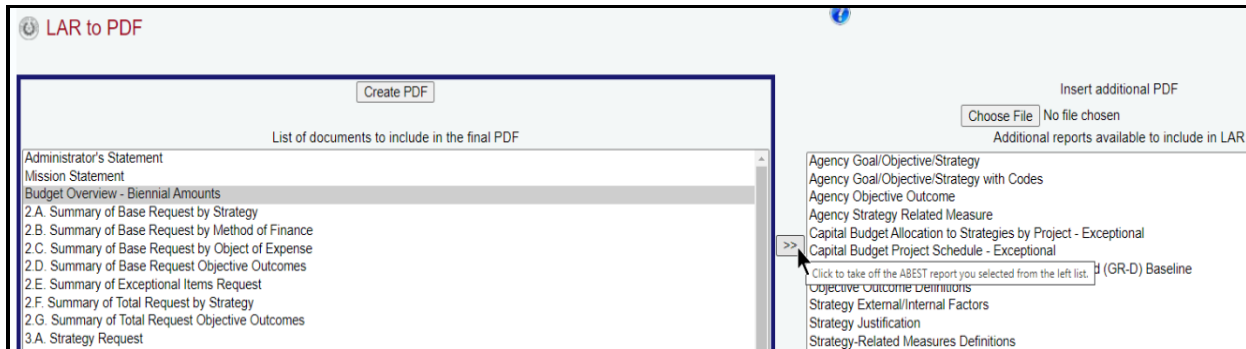 LAR to PDF
?
Create PDF
List of documents to include in the final PDF
Administrator's Statement
Mission Statement
Budget Overview - Biennial Amounts
2.A. Summary of Base Request by Strategy
2.B. Summary of Base Request by Method of Finance
2.C. Summary of Base Request by Object of Expense
2.D. Summary of Base Request Objective Outcomes
2.E. Summary of Exceptional Items Request
2.F. Summary of Total Request by Strategy
2.G. Summary of Total Request Objective Outcomes
3.A. Strategy Request
>>
Click to take off the ABEST report you selected from the left list.
Insert additional PDF
Choose File No file chosen
Additional reports available to include in LAR
Agency Goal/Objective/Strategy
Agency Goal/Objective/Strategy with Codes
Agency Objective Outcome
Agency Strategy Related Measure
Capital Budget Allocation to Strategies by Project - Exceptional
Capital Budget Project Schedule - Exceptional
(GR-D) Baseline
Objective Outcome Definitions
Strategy External/Internal Factors
Strategy Justification
Strategy-Related Measures Definitions